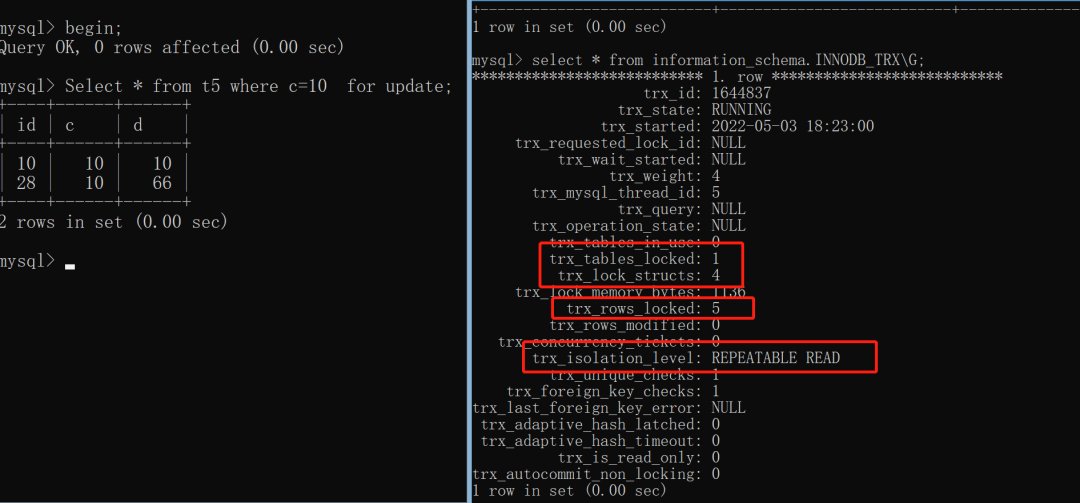 mysql> begin;
Query OK, 0 rows affected (0.00 sec)
mysql> Select * from t5 where c=10  for update;
+----+------+------+
| id | c    | d    |
+----+------+------+
| 10 |   10 |   10 |
| 28 |   10 |   66 |
+----+------+------+
2 rows in set (0.00 sec)
mysql>
1 row in set (0.00 sec)
mysql> select * from information_schema.INNODB_TRX\G;
*************************** 1. row ***************************
trx_id: 1644837
trx_state: RUNNING
trx_started: 2022-05-03 18:23:00
trx_requested_lock_id: NULL
trx_wait_started: NULL
trx_weight: 4
trx_mysql_thread_id: 5
trx_query: NULL
trx_operation_state: NULL
trx_tables_in_use: 0
trx_tables_locked: 1
trx_lock_structs: 4
trx_lock_memory_bytes: 1136
trx_rows_locked: 5
trx_rows_modified: 0
trx_concurrency_tickets: 0
trx_isolation_level: REPEATABLE READ
trx_unique_checks: 1
trx_foreign_key_checks: 1
trx_last_foreign_key_error: NULL
trx_adaptive_hash_latched: 0
trx_adaptive_hash_timeout: 0
trx_is_read_only: 0
trx_autocommit_non_locking: 0
1 row in set (0.00 sec)